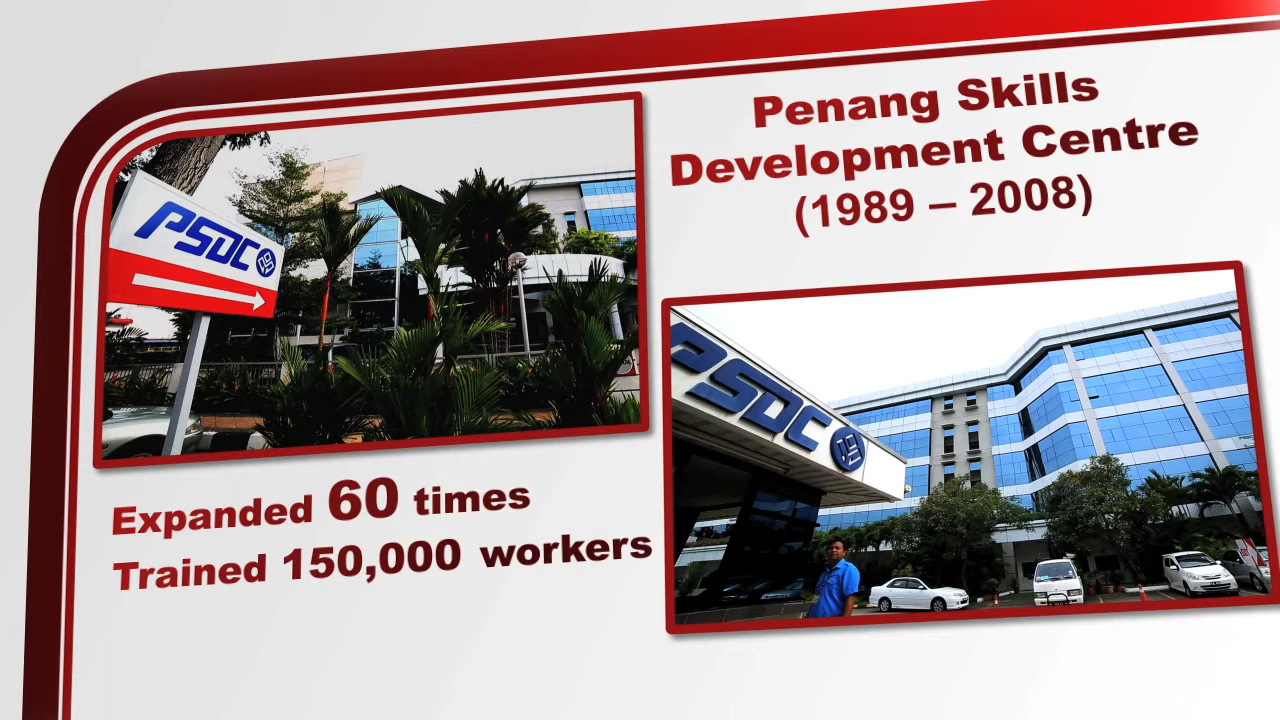 Penang Skills
Development Centre
(1989 – 2008)
PSDC
PSDC
Expanded 60 times
Trained 150,000 workers